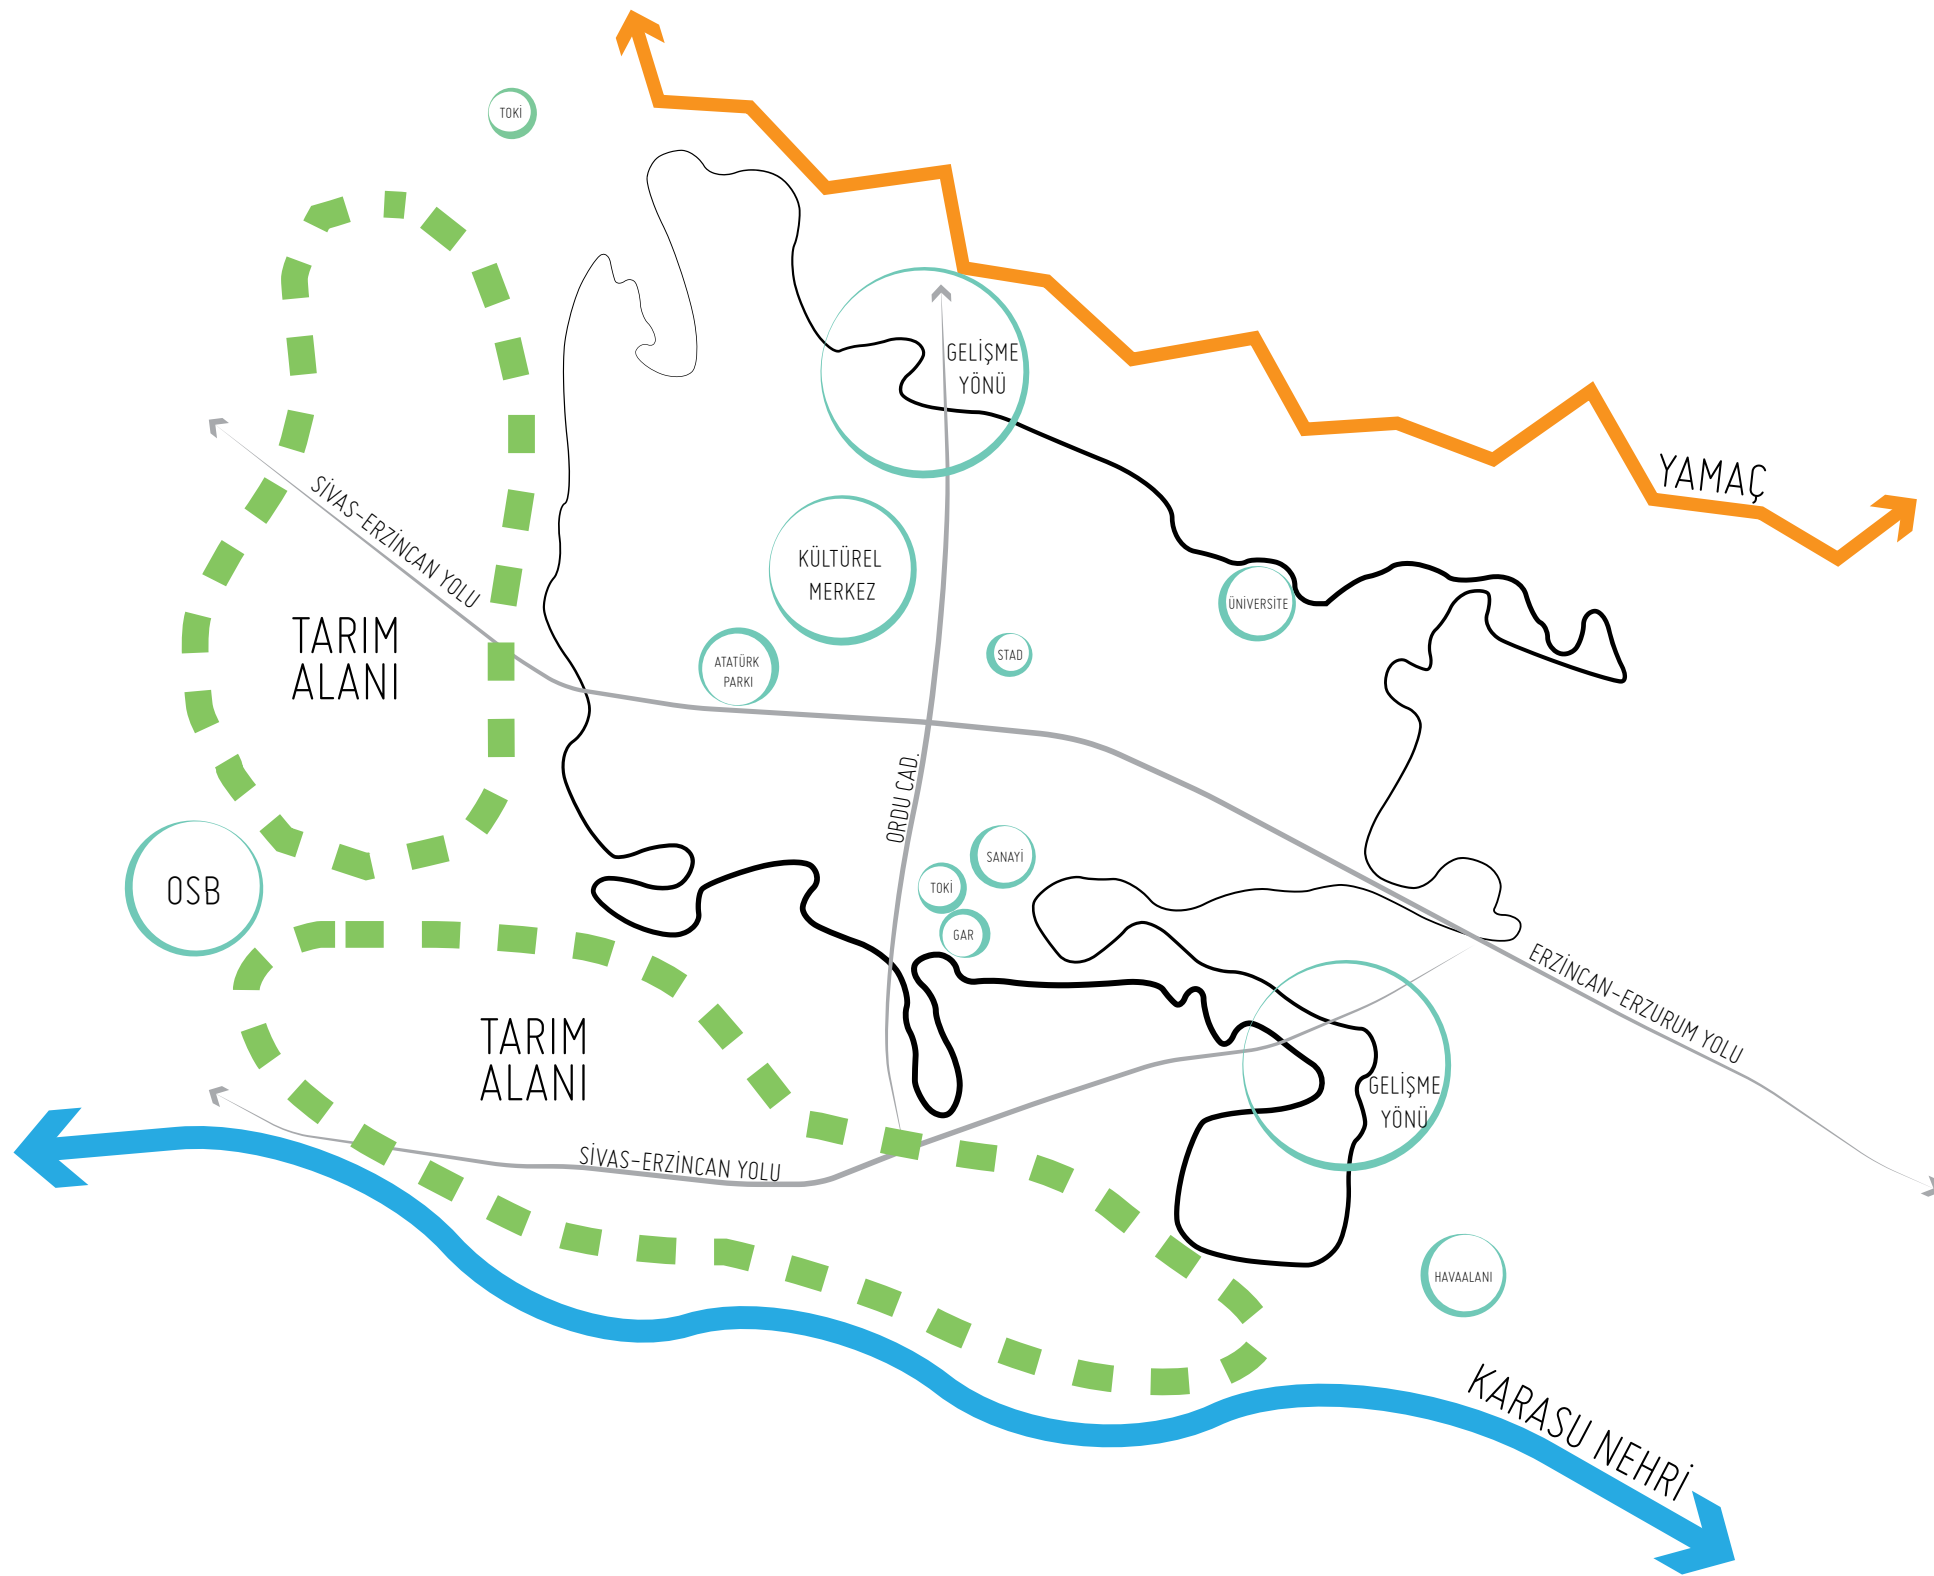 TOKİ
GELİŞME
YÖNÜ
YAMAÇ
SİVAS-ERZİNCAN YOLU
KÜLTÜREL
MERKEZ
ÜNİVERSİTE
TARIM
ALANI
ATATÜRK
PARKI
STAD
ORDU CAD.
SANAYİ
TOKİ
OSB
GAR
ERZİNCAN-ERZURUM YOLU
TARIM
ALANI
GELİŞME
YÖNÜ
SİVAS-ERZİNCAN YOLU
HAVAALANI
KARASU NEHRİ